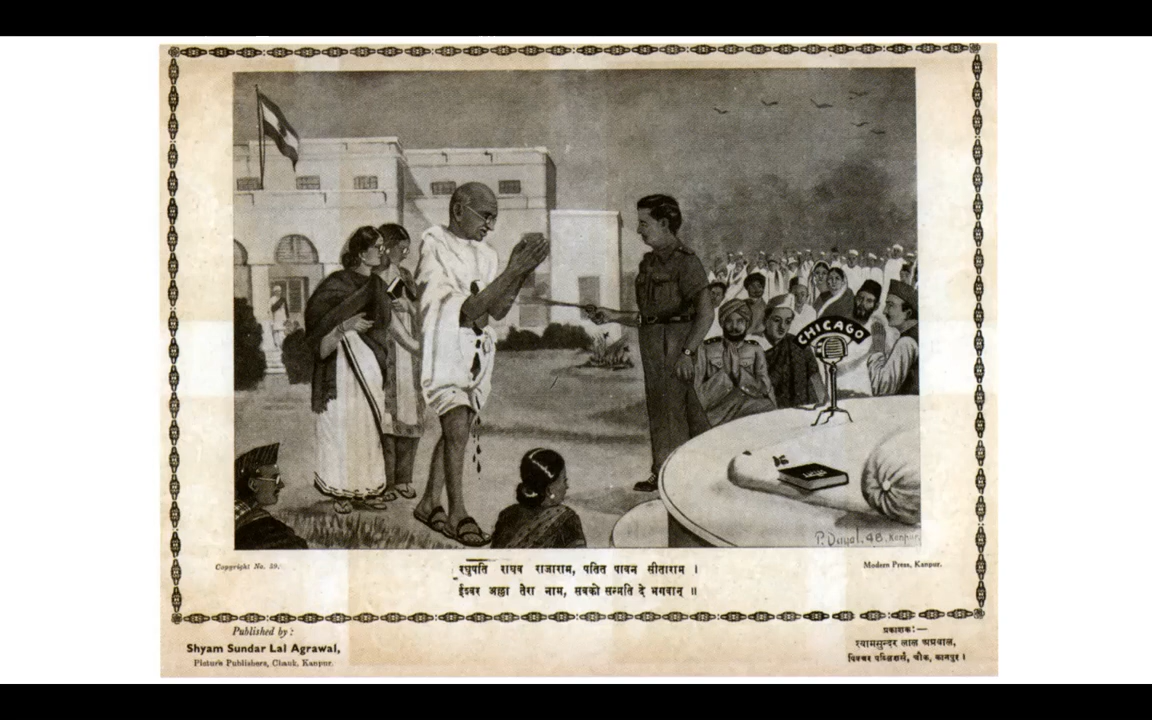 CHICAGO
P. Dayal. 48. Kanpur.
Copyright No. 59.
Modern Press, Kanpur.
रघुपति राघव राजाराम, पतित पावन सीताराम ।
ईश्वर अल्ला तेरा नाम, सबको सन्मति दे भगवान् ॥
Published by :
Shyam Sundar Lal Agrawal,
Picture Publishers, Chauk, Kanpur.
प्रकाशक:—
श्यामसुन्दर लाल अग्रवाल,
पिक्चर पब्लिशर्स, चौक, कानपुर ।